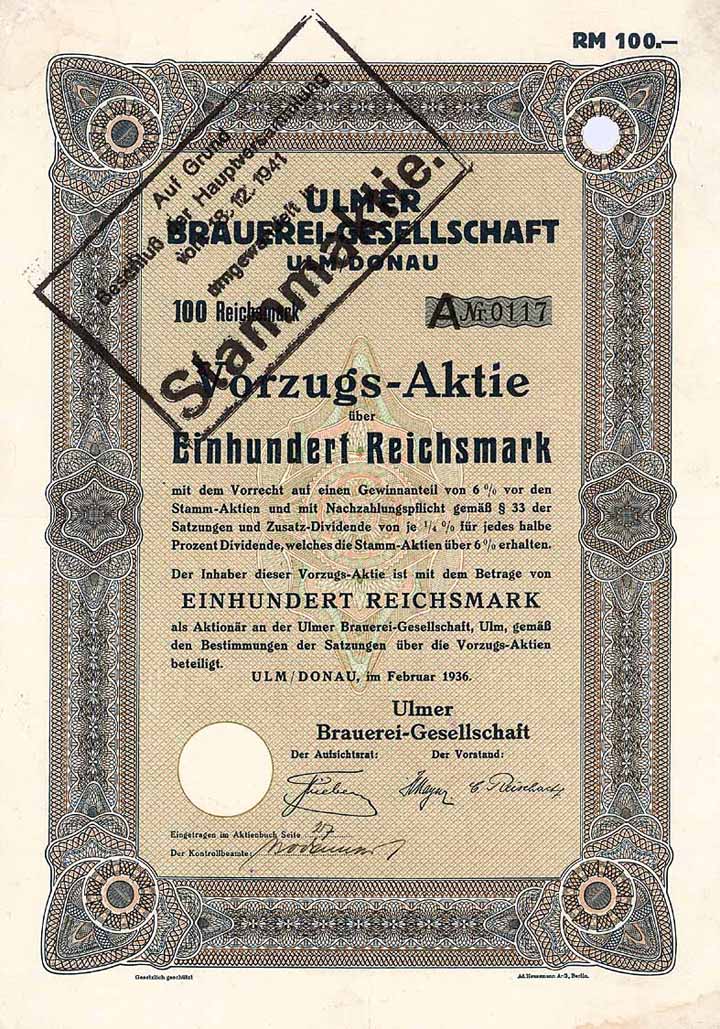 RM 100.—
Auf Grund
Beschluß der Hauptversammlung
vom 18.12.1941
umgewandelt in
Stammaktie.
ULMER
BRAUEREI-GESELLSCHAFT
ULM/DONAU
100 Reichsmark
A Nr. 0117
Vorzugs-Aktie
über
Einhundert Reichsmark
mit dem Vorrecht auf einen Gewinnanteil von 6% vor den
Stamm-Aktien und mit Nachzahlungspflicht gemäß § 33 der
Satzungen und Zusatz-Dividende von je ¼ % für jedes halbe
Prozent Dividende, welches die Stamm-Aktien über 6% erhalten.
Der Inhaber dieser Vorzugs-Aktie ist mit dem Betrage von
EINHUNDERT REICHSMARK
als Aktionär an der Ulmer Brauerei-Gesellschaft, Ulm, gemäß
den Bestimmungen der Satzungen über die Vorzugs-Aktien
beteiligt.
ULM/DONAU, im Februar 1936.
Ulmer
Brauerei-Gesellschaft
Der Aufsichtsrat: Der Vorstand:
Eingetragen im Aktienbuch Seite
Der Kontrollbeamte:
Gesetzlich geschützt
Berlin.